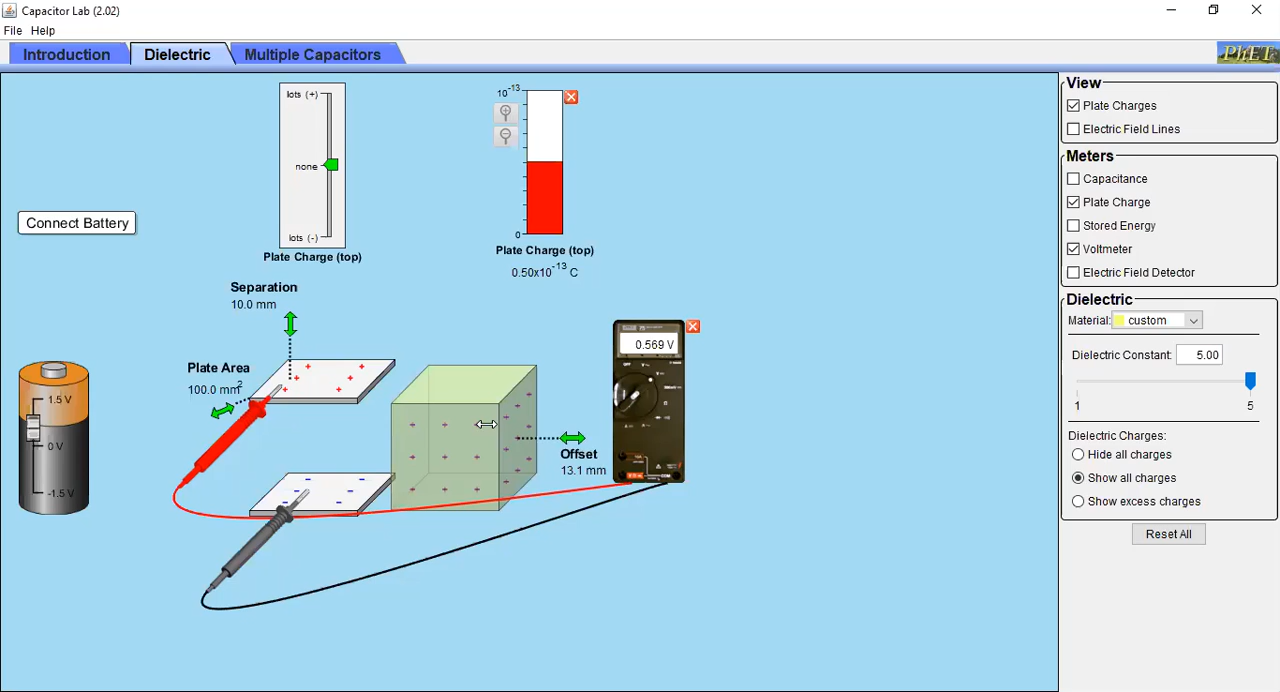 Capacitor Lab (2.02)
File Help
Introduction Dielectric Multiple Capacitors PhET
lots (+)
none
lots (-)
Plate Charge (top)
10-13
0
Plate Charge (top)
0.50x10-13 C
Connect Battery
Separation
10.0 mm
Plate Area
100.0 mm2
1.5 V
0 V
-1.5 V
Offset
13.1 mm
0.569 V
View
Plate Charges
Electric Field Lines
Meters
Capacitance
Plate Charge
Stored Energy
Voltmeter
Electric Field Detector
Dielectric
Material: custom
Dielectric Constant: 5.00
1 5
Dielectric Charges:
Hide all charges
Show all charges
Show excess charges
Reset All